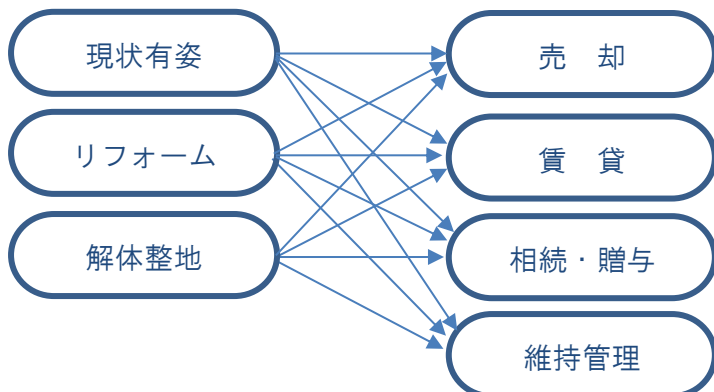 現状有姿
リフォーム
解体整地
売　却
賃　貸
相続・贈与
維持管理